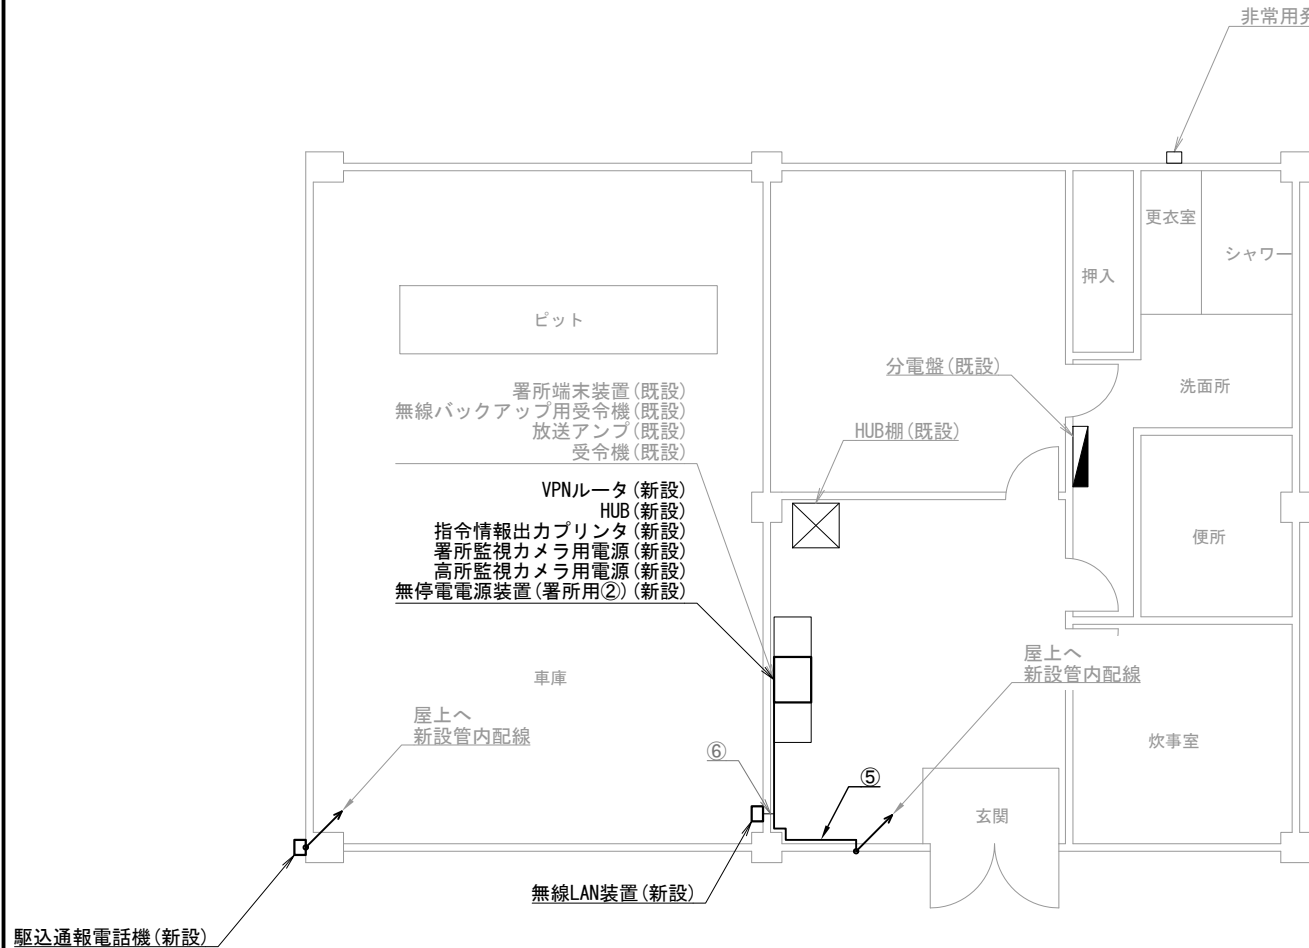 非常用
更衣室
シャワー
押入
ピット
分電盤(既設)
洗面所
署所端末装置(既設)
無線バックアップ用受令機(既設)
放送アンプ(既設)
受令機(既設)
HUB棚(既設)
VPNルータ(新設)
HUB(新設)
指令情報出力プリンタ(新設)
署所監視カメラ用電源(新設)
高所監視カメラ用電源(新設)
無停電電源装置(署所用②)(新設)
便所
車庫
屋上へ
新設管内配線
屋上へ
新設管内配線
炊事室
⑥
⑤
玄関
無線LAN装置(新設)
駆込通報電話機(新設)